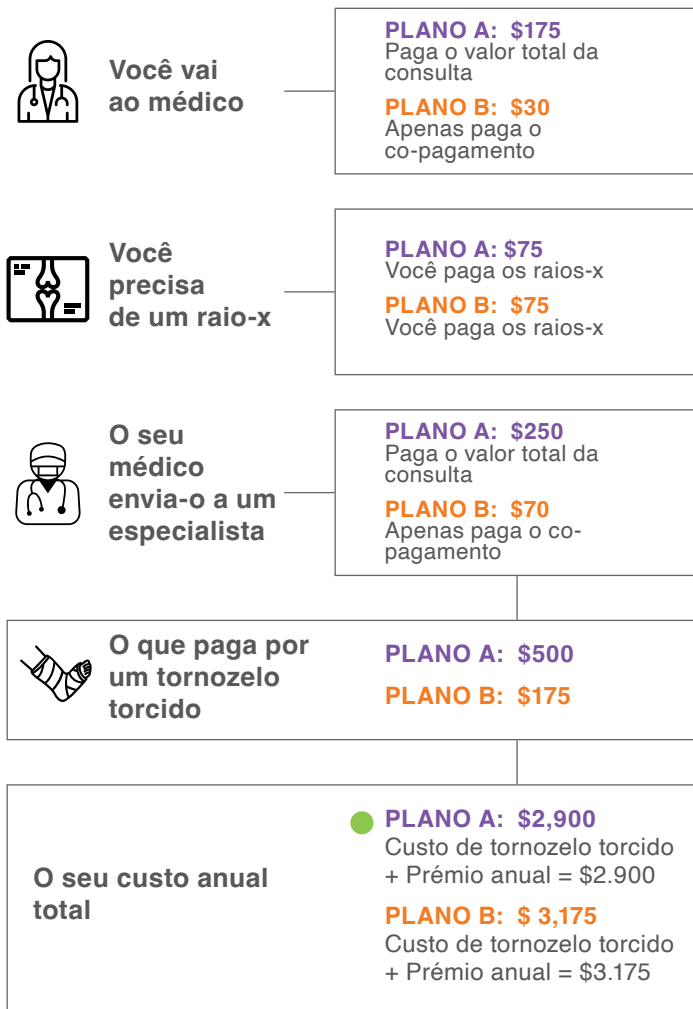 Você vai
ao médico
PLANO A: $175
Paga o valor total da
consulta
PLANO B: $30
Apenas paga o
co-pagamento
Você
precisa
de um raio-x
PLANO A: $75
Você paga os raios-x
PLANO B: $75
Você paga os raios-x
O seu
médico
envia-o a um
especialista
PLANO A: $250
Paga o valor total da
consulta
PLANO B: $70
Apenas paga o co-
pagamento
O que paga por
um tornozelo
torcido
PLANO A: $500
PLANO B: $175
O seu custo anual
total
PLANO A: $2,900
Custo de tornozelo torcido
+ Prémio anual = $2.900
PLANO B: $ 3,175
Custo de tornozelo torcido
+ Prémio anual = $3.175